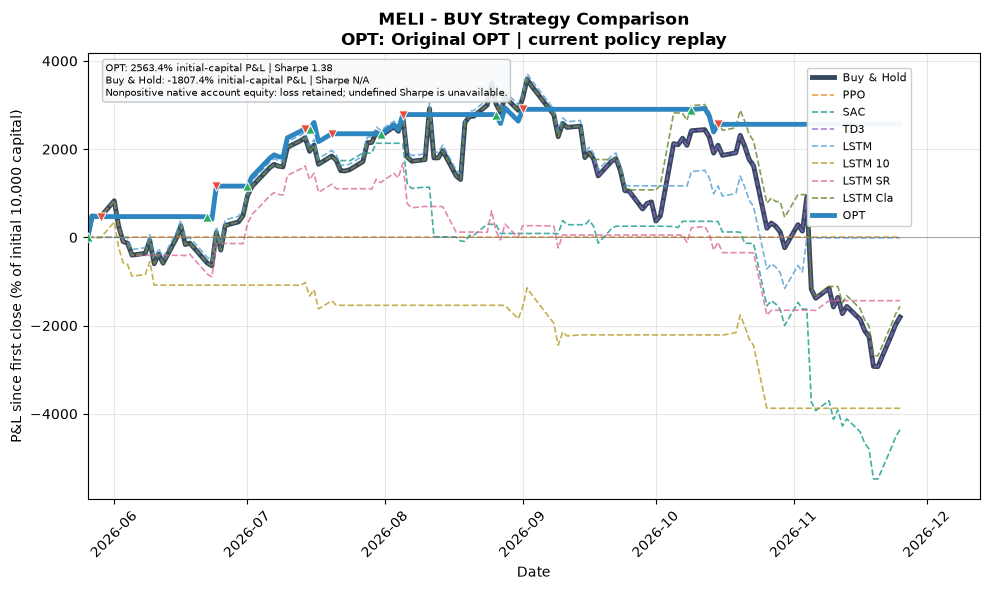 MELI - BUY Strategy Comparison
OPT: Original OPT | current policy replay
OPT: 2563.4% initial-capital P&L | Sharpe 1.38
Buy & Hold: -1807.4% initial-capital P&L | Sharpe N/A
Nonpositive native account equity: loss retained; undefined Sharpe is unavailable.
Buy & Hold
PPO
SAC
TD3
LSTM
LSTM 10
LSTM SR
LSTM Cla
OPT
P&L since first close (% of initial 10,000 capital)
4000
2000
0
−2000
−4000
2026-06
2026-07
2026-08
2026-09
2026-10
2026-11
2026-12
Date